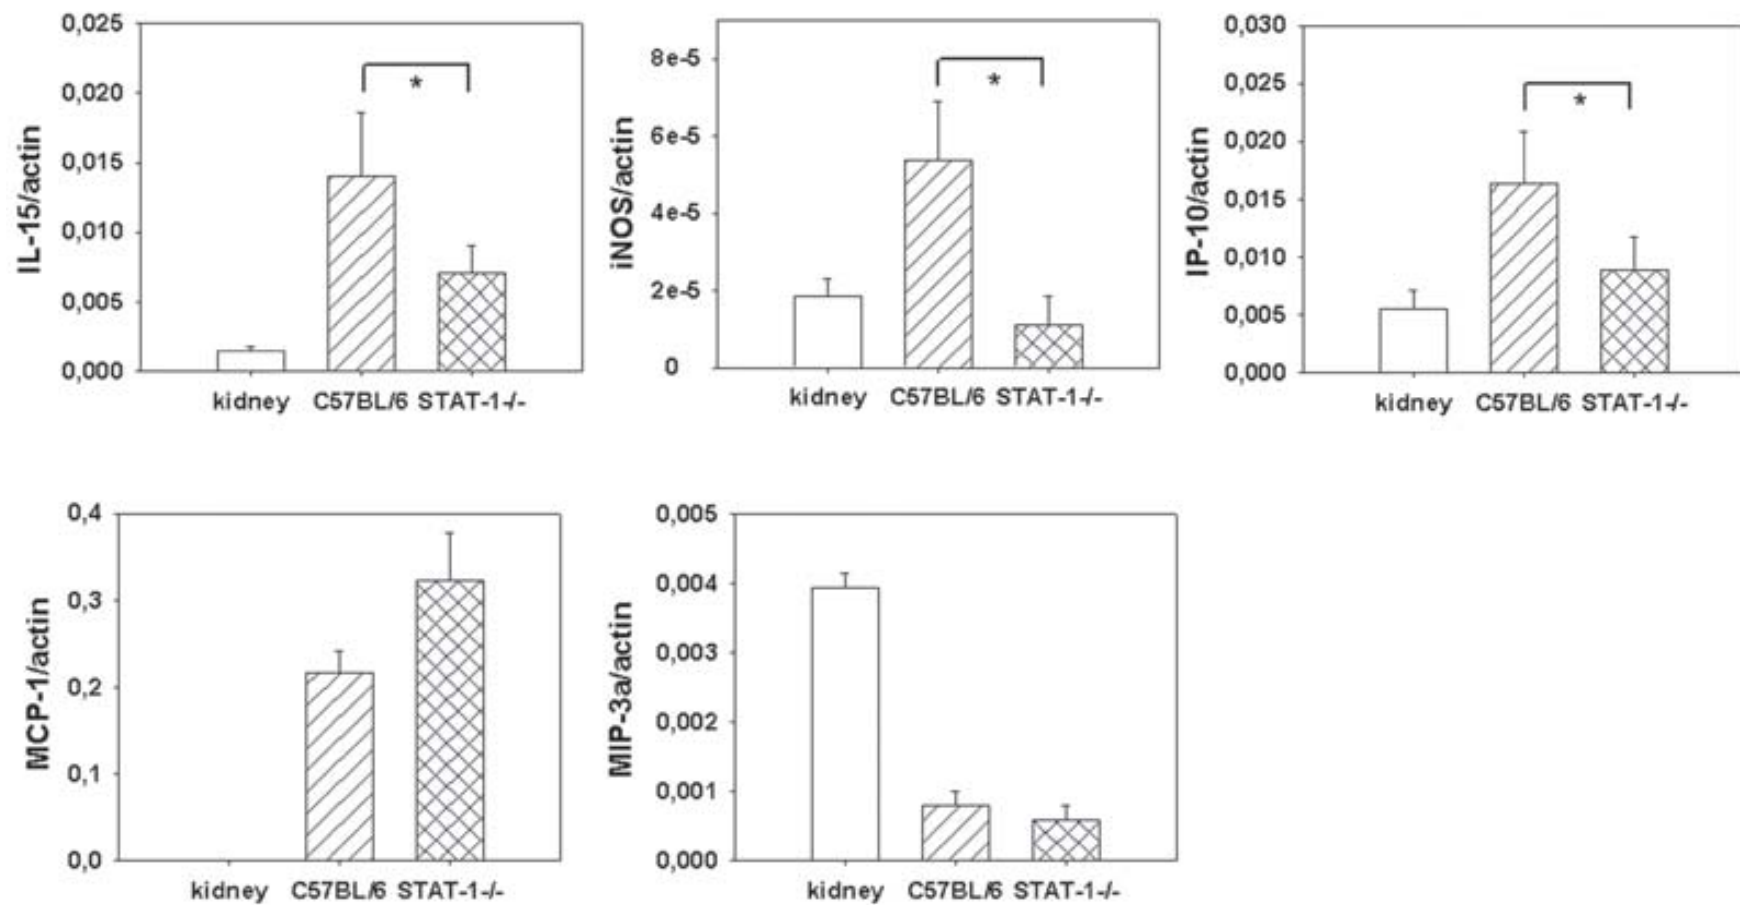 IL-15/actin
0,025
0,020
0,015
0,010
0,005
0,000
*
kidney C57BL/6 STAT-1-/-
iNOS/actin
8e-5
6e-5
4e-5
2e-5
0
*
kidney C57BL/6 STAT-1-/-
IP-10/actin
0,030
0,025
0,020
0,015
0,010
0,005
0,000
*
kidney C57BL/6 STAT-1-/-
MCP-1/actin
0,4
0,3
0,2
0,1
0,0
kidney C57BL/6 STAT-1-/-
MIP-3a/actin
0,005
0,004
0,003
0,002
0,001
0,000
kidney C57BL/6 STAT-1-/-